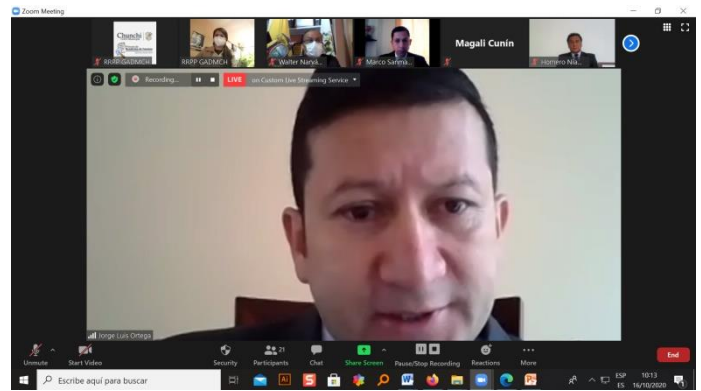 Zoom Meeting
Chunchi
RRPP GADMCH
RRPP GADMCH
Walter Narvá...
Marco Sanma...
Magali Cunín
Homero Nia...
Recording...
LIVE
on Custom Live Streaming Service
Jorge Luis Ortega
Unmute
Start Video
Security
21
Participants
Chat
Share Screen
Pause/Stop Recording
Reactions
More
End
Escribe aquí para buscar
ESP
10:13
16/10/2020